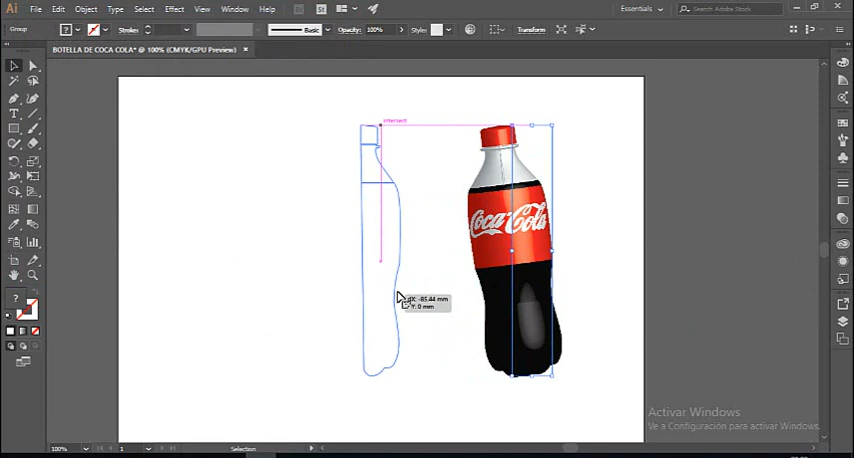 Ai File Edit Object Type Select Effect View Window Help Br St Essentials Search Adobe Stock
Group ? Stroke: Basic Opacity: 100% Style: Transform
BOTELLA DE COCA COLA* @ 100% (CMYK/GPU Preview) ×
intersect
Coca-Cola
dX: -85.44 mm
Y: 0 mm
?
Activar Windows
Ve a Configuración para activar Windows.
100% 1 Selection